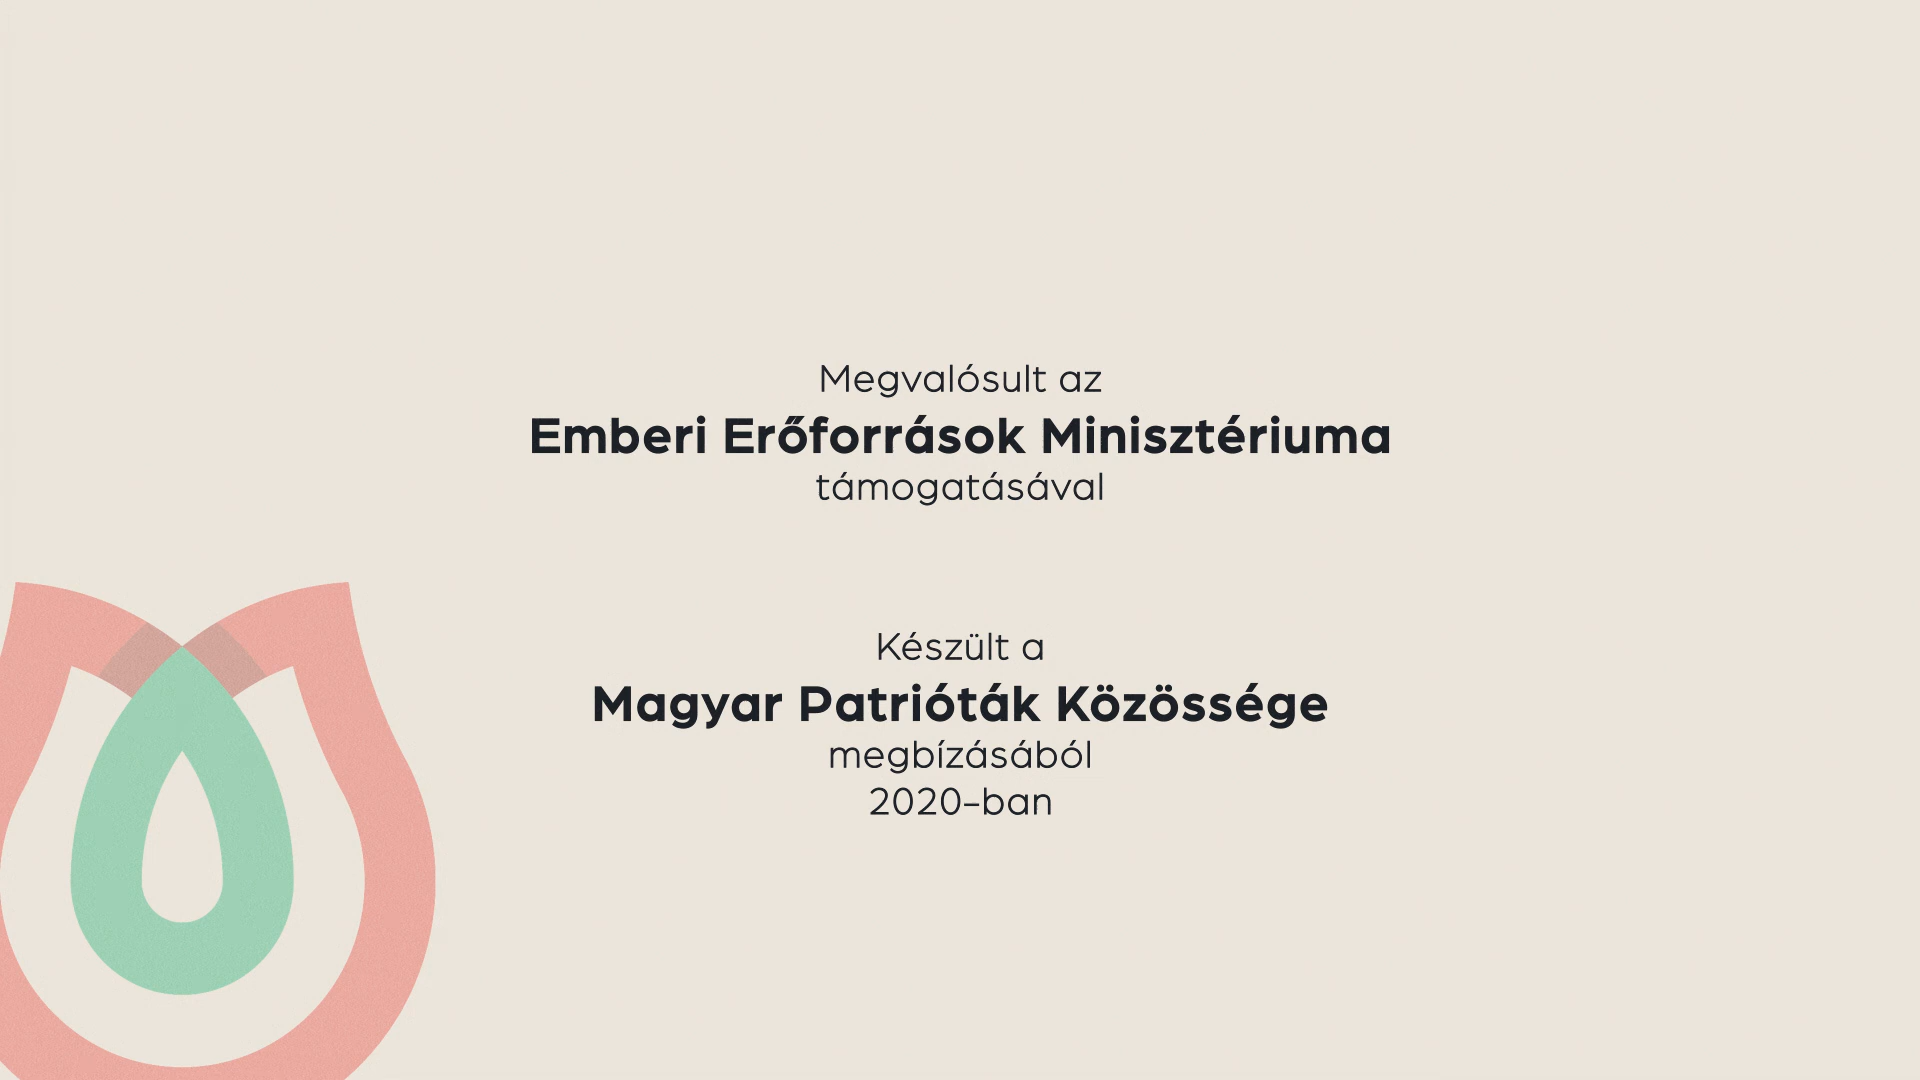 Megvalósult az
Emberi Erőforrások Minisztériuma
támogatásával
Készült a
Magyar Patrióták Közössége
megbízásából
2020-ban